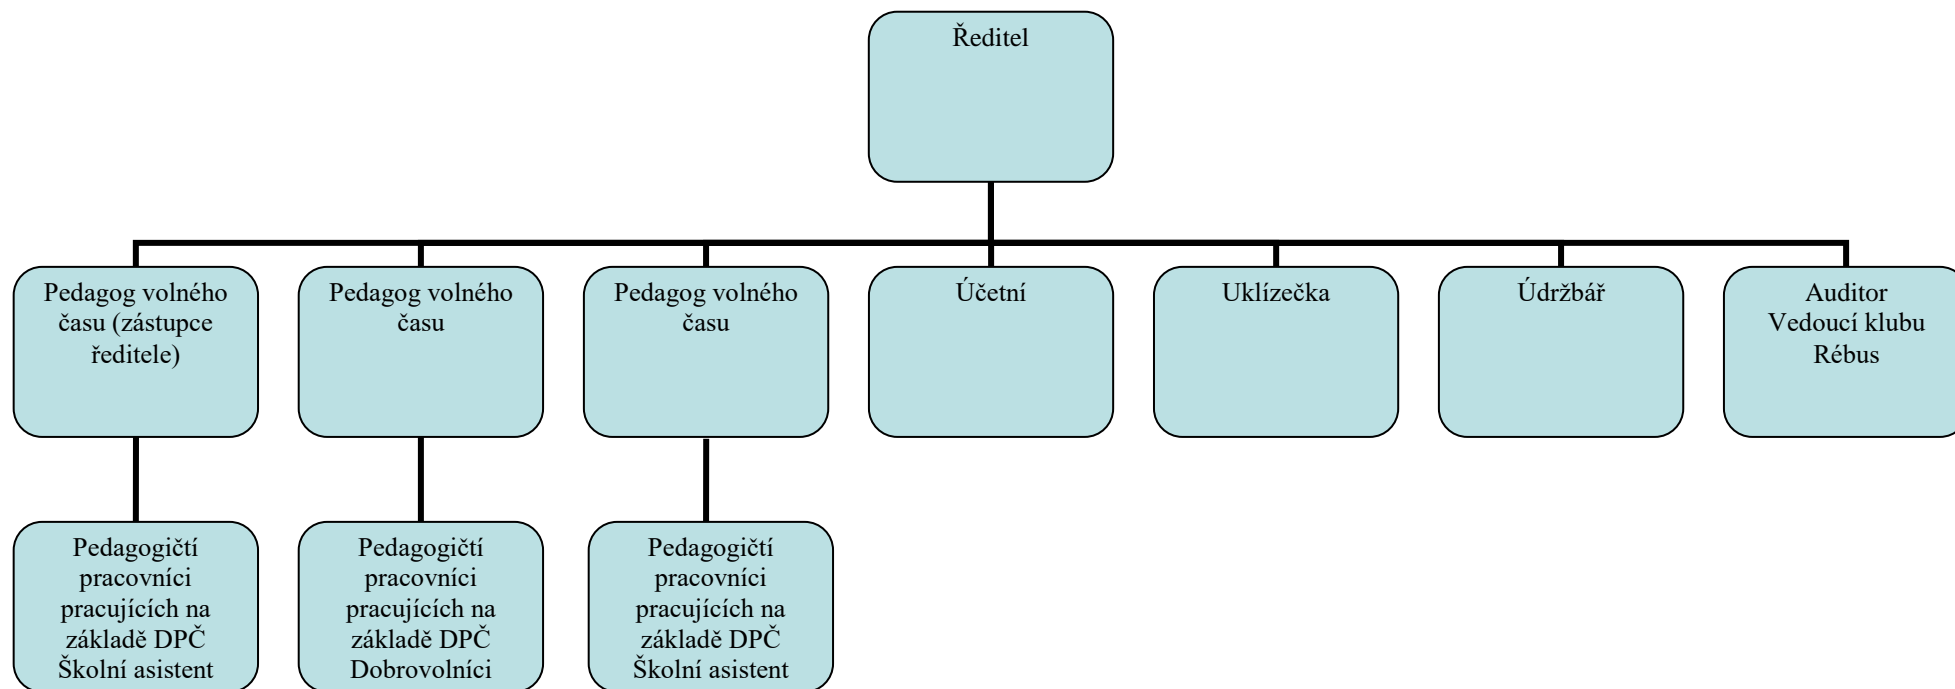 Ředitel
Pedagog volného
času (zástupce
ředitele)
Pedagog volného
času
Pedagog volného
času
Účetní
Uklízečka
Údržbář
Auditor
Vedoucí klubu
Rébus
Pedagogičtí
pracovníci
pracujících na
základě DPČ
Školní asistent
Pedagogičtí
pracovníci
pracujících na
základě DPČ
Dobrovolníci
Pedagogičtí
pracovníci
pracujících na
základě DPČ
Školní asistent